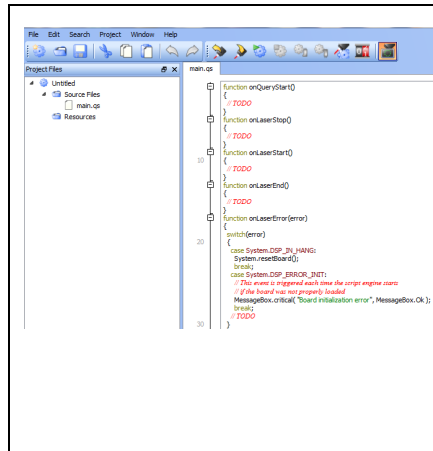 File Edit Search Project Window Help
Project Files
main.qs
Untitled
Source Files
main.qs
Resources
function onQueryStart()
{
// TODO
}
function onLaserStop()
{
// TODO
}
function onLaserStart()
10
{
// TODO
}
function onLaserEnd()
{
// TODO
}
function onLaserError(error)
{
switch(error)
20
{
case System.DSP_IN_HANG:
System.resetBoard();
break;
case System.DSP_ERROR_INIT:
// This event is triggered each time the script engine starts
// if the board was not properly loaded
MessageBox.critical( "Board initialization error", MessageBox.Ok );
break;
// TODO
30
}